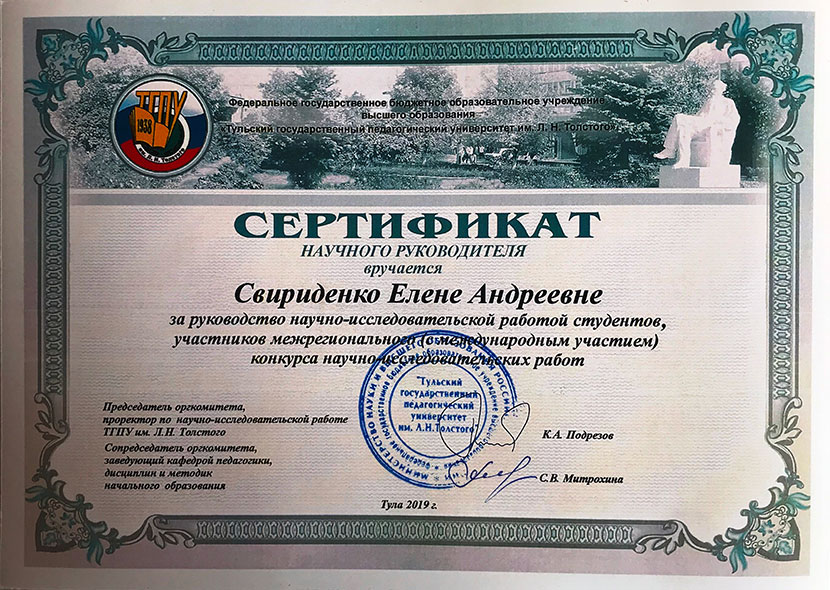 Федеральное государственное бюджетное образовательное учреждение
высшего образования
«Тульский государственный педагогический университет им. Л. Н. Толстого»
ТГПУ
1938
им. Л. Н. Толстого
СЕРТИФИКАТ
НАУЧНОГО РУКОВОДИТЕЛЯ
вручается
Свириденко Елене Андреевне
за руководство научно-исследовательской работой студентов,
участников межрегионального (с международным участием)
конкурса научно-исследовательских работ
"Тульский
государственный
педагогический
университет
им. Л.Н.Толстого"
Председатель оргкомитета,
проректор по научно-исследовательской работе
ТГПУ им. Л.Н. Толстого
К.А. Подрезов
Сопредседатель оргкомитета,
заведующий кафедрой педагогики,
дисциплин и методик
начального образования
С.В. Митрохина
Тула 2019 г.